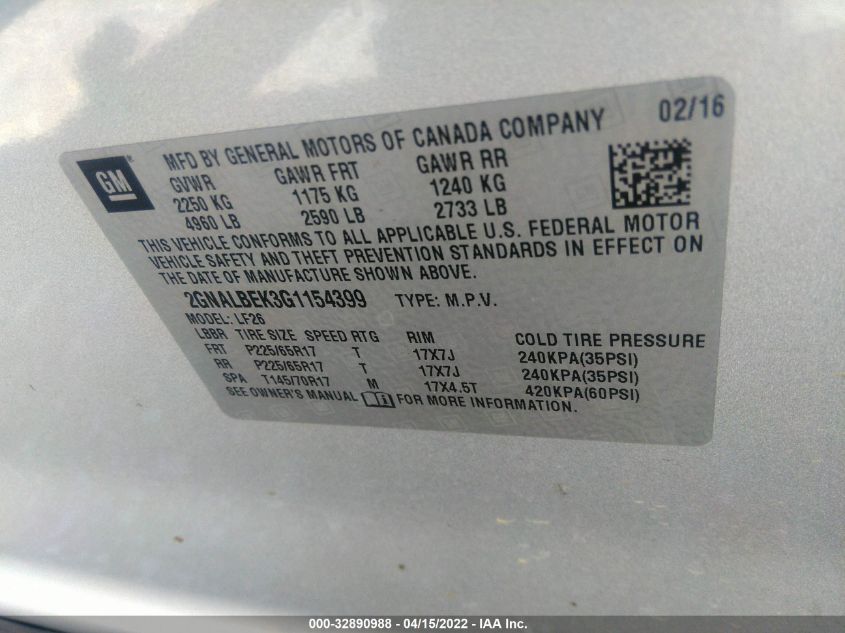 GM®
MFD BY GENERAL MOTORS OF CANADA COMPANY 02/16
GVWR GAWR FRT GAWR RR
2250 KG 1175 KG 1240 KG
4960 LB 2590 LB 2733 LB
THIS VEHICLE CONFORMS TO ALL APPLICABLE U.S. FEDERAL MOTOR
VEHICLE SAFETY AND THEFT PREVENTION STANDARDS IN EFFECT ON
THE DATE OF MANUFACTURE SHOWN ABOVE.
2GNALBEK3G1154399 TYPE: M.P.V.
MODEL: LF26
LBBR TIRE SIZE SPEED RTG RIM COLD TIRE PRESSURE
FRT P225/65R17 T 17X7J 240KPA(35PSI)
RR P225/65R17 T 17X7J 240KPA(35PSI)
SPA T145/70R17 M 17X4.5T 420KPA(60PSI)
SEE OWNER'S MANUAL FOR MORE INFORMATION.
000-32890988 - 04/15/2022 - IAA Inc.